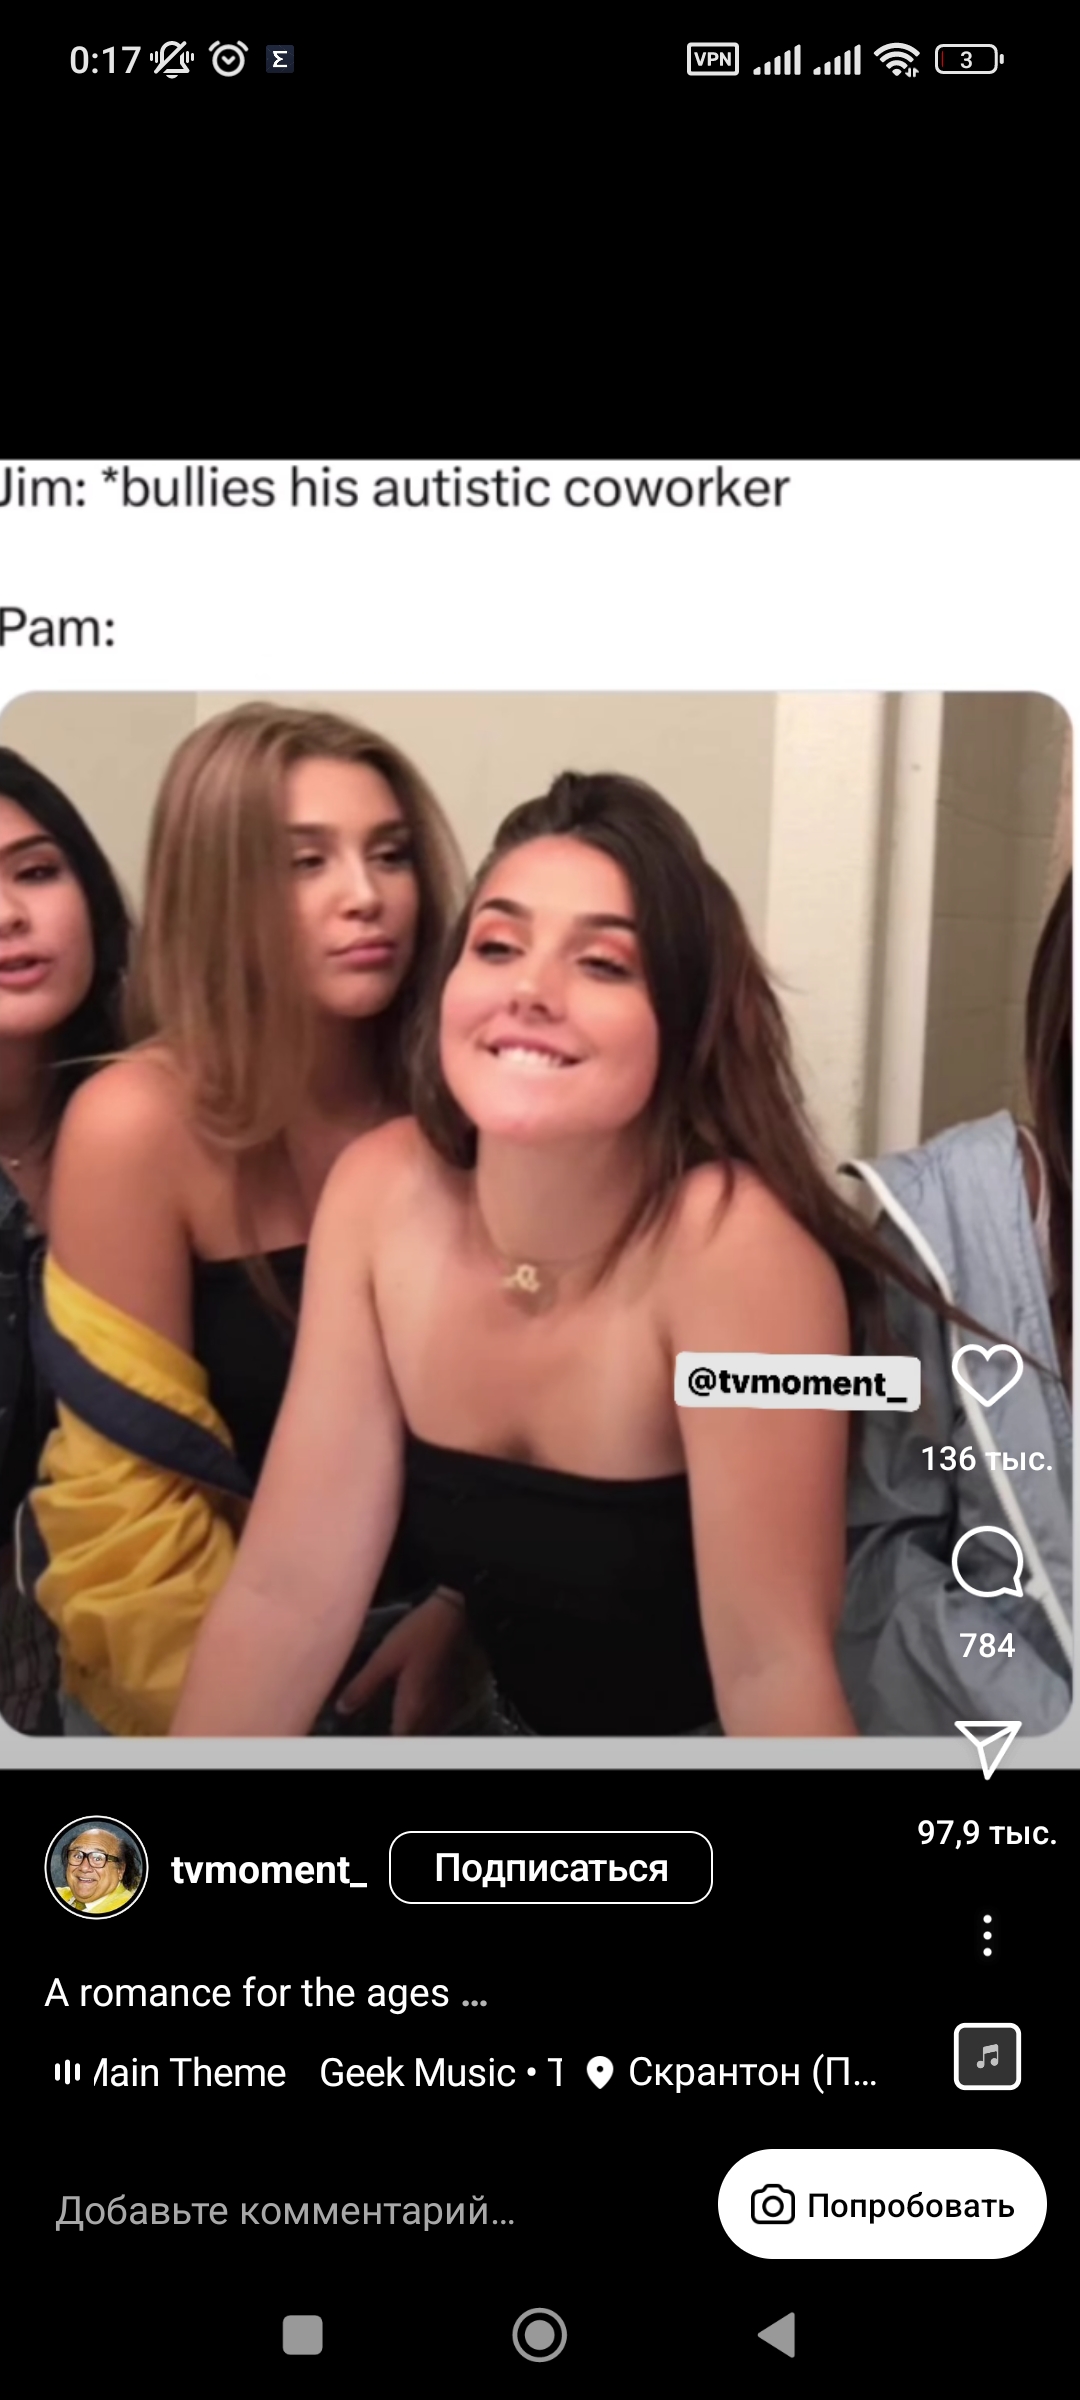 0:17 Σ VPN 3
Jim: *bullies his autistic coworker
Pam:
@tvmoment_
136 тыс.
784
97,9 тыс.
tvmoment_ Подписаться
A romance for the ages ...
Main Theme Geek Music • T Скрантон (П...
Добавьте комментарий... Попробовать